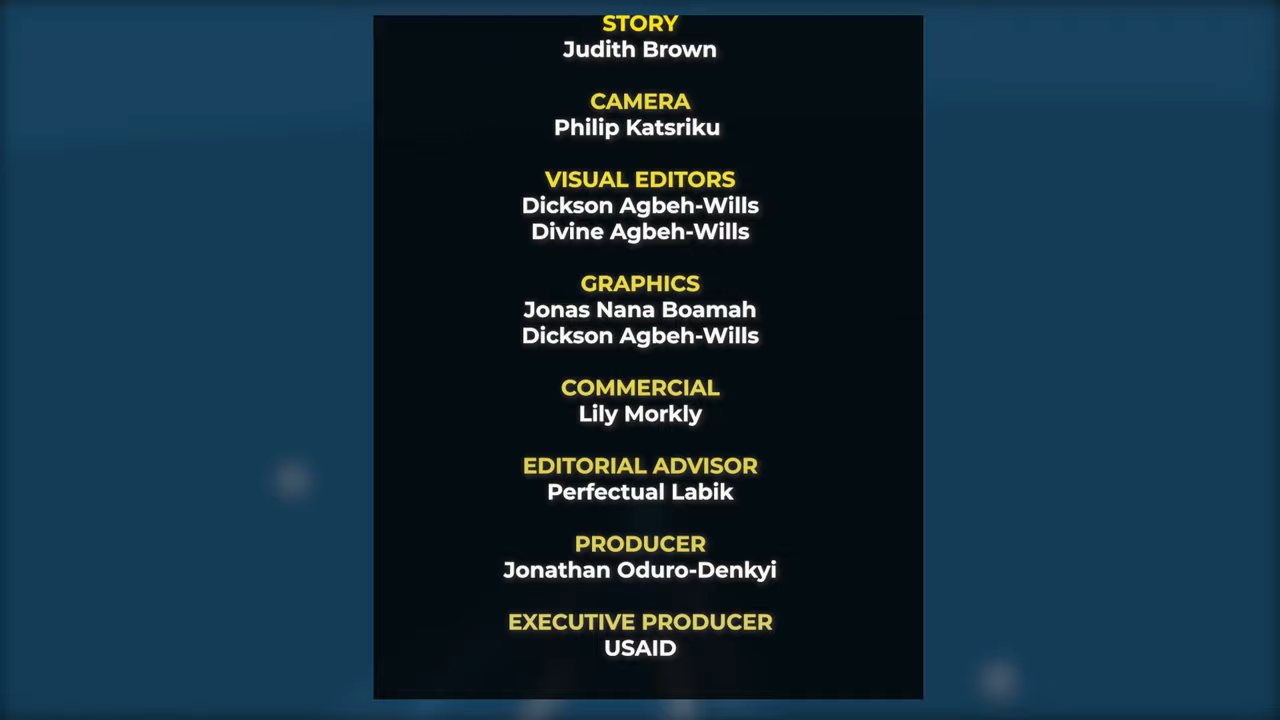 STORY
Judith Brown
CAMERA
Philip Katsriku
VISUAL EDITORS
Dickson Agbeh-Wills
Divine Agbeh-Wills
GRAPHICS
Jonas Nana Boamah
Dickson Agbeh-Wills
COMMERCIAL
Lily Morkly
EDITORIAL ADVISOR
Perfectual Labik
PRODUCER
Jonathan Oduro-Denkyi
EXECUTIVE PRODUCER
USAID